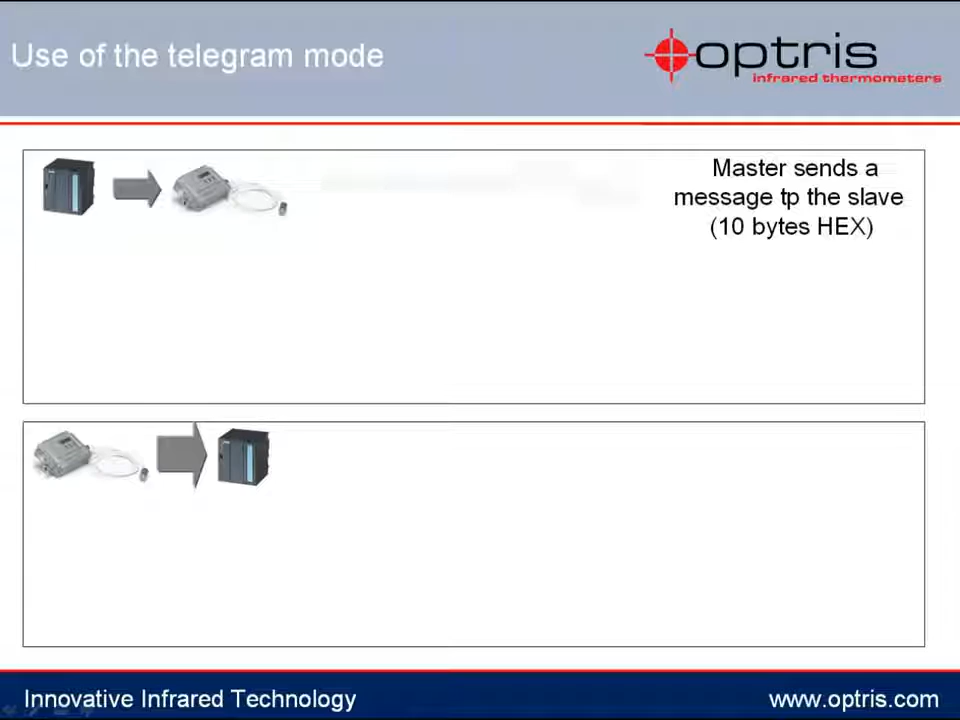 Use of the telegram mode
optris
infrared thermometers
Master sends a
message tp the slave
(10 bytes HEX)
Innovative Infrared Technology
www.optris.com